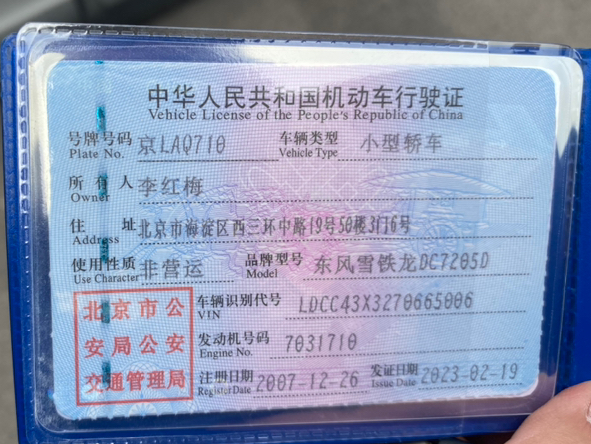 中华人民共和国机动车行驶证
Vehicle License of the People's Republic of China
号牌号码 京LAQ710 车辆类型 小型轿车
Plate No. Vehicle Type
所有人 李红梅
Owner
住址 北京市海淀区西三环中路19号50楼3门16号
Address
使用性质 非营运 品牌型号 东风雪铁龙DC7205D
Use Character Model
北京市公 车辆识别代号 LDCC43X3270665006
VIN
安局公安 发动机号码 7031710
Engine No.
交通管理局 注册日期 2007-12-26 发证日期 2023-02-19
Register Date Issue Date